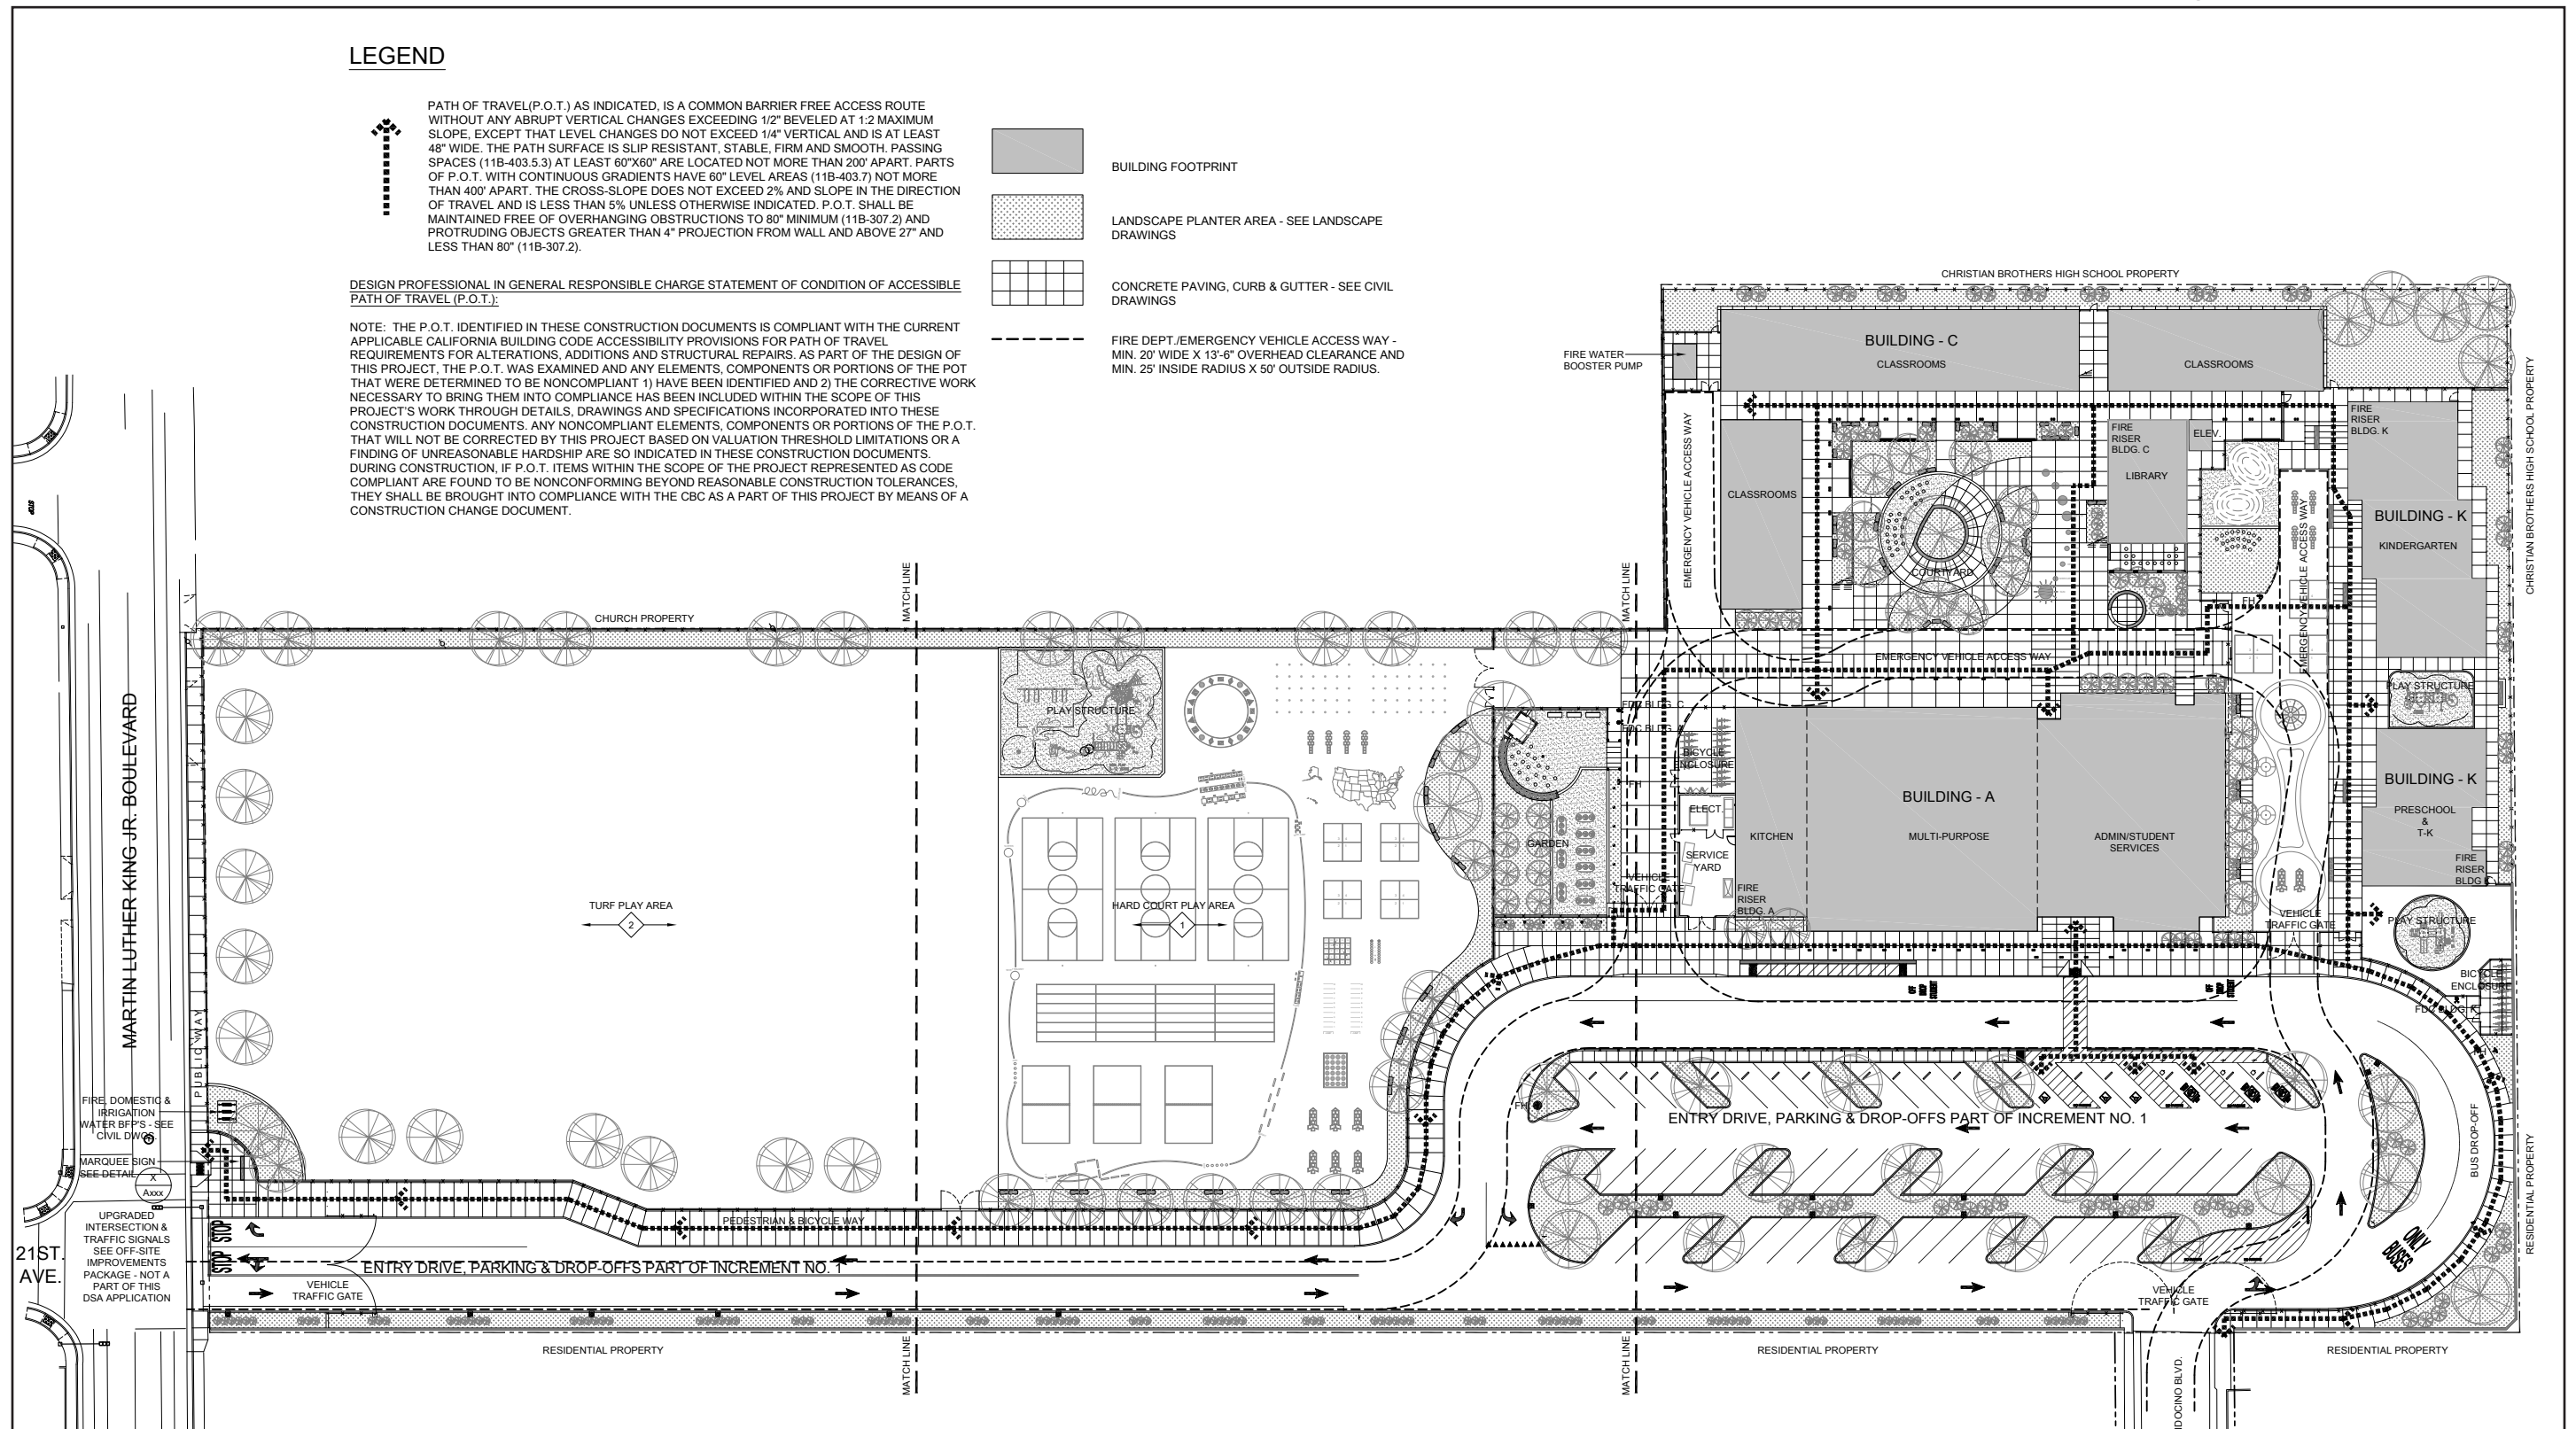 LEGEND
PATH OF TRAVEL(P.O.T.) AS INDICATED, IS A COMMON BARRIER FREE ACCESS ROUTE
WITHOUT ANY ABRUPT VERTICAL CHANGES EXCEEDING 1/2" BEVELED AT 1:2 MAXIMUM
SLOPE, EXCEPT THAT LEVEL CHANGES DO NOT EXCEED 1/4" VERTICAL AND IS AT LEAST
48" WIDE. THE PATH SURFACE IS SLIP RESISTANT, STABLE, FIRM AND SMOOTH. PASSING
SPACES (11B-403.5.3) AT LEAST 60"X60" ARE LOCATED NOT MORE THAN 200' APART. PARTS
OF P.O.T. WITH CONTINUOUS GRADIENTS HAVE 60" LEVEL AREAS (11B-403.7) NOT MORE
THAN 400' APART. THE CROSS-SLOPE DOES NOT EXCEED 2% AND SLOPE IN THE DIRECTION
OF TRAVEL AND IS LESS THAN 5% UNLESS OTHERWISE INDICATED. P.O.T. SHALL BE
MAINTAINED FREE OF OVERHANGING OBSTRUCTIONS TO 80" MINIMUM (11B-307.2) AND
PROTRUDING OBJECTS GREATER THAN 4" PROJECTION FROM WALL AND ABOVE 27" AND
LESS THAN 80" (11B-307.2).
DESIGN PROFESSIONAL IN GENERAL RESPONSIBLE CHARGE STATEMENT OF CONDITION OF ACCESSIBLE
PATH OF TRAVEL (P.O.T.):
NOTE: THE P.O.T. IDENTIFIED IN THESE CONSTRUCTION DOCUMENTS IS COMPLIANT WITH THE CURRENT
APPLICABLE CALIFORNIA BUILDING CODE ACCESSIBILITY PROVISIONS FOR PATH OF TRAVEL
REQUIREMENTS FOR ALTERATIONS, ADDITIONS AND STRUCTURAL REPAIRS. AS PART OF THE DESIGN OF
THIS PROJECT, THE P.O.T. WAS EXAMINED AND ANY ELEMENTS, COMPONENTS OR PORTIONS OF THE POT
THAT WERE DETERMINED TO BE NONCOMPLIANT 1) HAVE BEEN IDENTIFIED AND 2) THE CORRECTIVE WORK
NECESSARY TO BRING THEM INTO COMPLIANCE HAS BEEN INCLUDED WITHIN THE SCOPE OF THIS
PROJECT'S WORK THROUGH DETAILS, DRAWINGS AND SPECIFICATIONS INCORPORATED INTO THESE
CONSTRUCTION DOCUMENTS. ANY NONCOMPLIANT ELEMENTS, COMPONENTS OR PORTIONS OF THE P.O.T.
THAT WILL NOT BE CORRECTED BY THIS PROJECT BASED ON VALUATION THRESHOLD LIMITATIONS OR A
FINDING OF UNREASONABLE HARDSHIP ARE SO INDICATED IN THESE CONSTRUCTION DOCUMENTS.
DURING CONSTRUCTION, IF P.O.T. ITEMS WITHIN THE SCOPE OF THE PROJECT REPRESENTED AS CODE
COMPLIANT ARE FOUND TO BE NONCONFORMING BEYOND REASONABLE CONSTRUCTION TOLERANCES,
THEY SHALL BE BROUGHT INTO COMPLIANCE WITH THE CBC AS A PART OF THIS PROJECT BY MEANS OF A
CONSTRUCTION CHANGE DOCUMENT.
BUILDING FOOTPRINT
LANDSCAPE PLANTER AREA - SEE LANDSCAPE
DRAWINGS
CONCRETE PAVING, CURB & GUTTER - SEE CIVIL
DRAWINGS
FIRE DEPT./EMERGENCY VEHICLE ACCESS WAY -
MIN. 20' WIDE X 13'-6" OVERHEAD CLEARANCE AND
MIN. 25' INSIDE RADIUS X 50' OUTSIDE RADIUS.
CHRISTIAN BROTHERS HIGH SCHOOL PROPERTY
CHRISTIAN BROTHERS HIGH SCHOOL PROPERTY
FIRE WATER
BOOSTER PUMP
BUILDING - C
CLASSROOMS
CLASSROOMS
CLASSROOMS
FIRE
RISER
BLDG. C
ELEV.
LIBRARY
FIRE
RISER
BLDG. K
BUILDING - K
KINDERGARTEN
EMERGENCY VEHICLE ACCESS WAY
EMERGENCY VEHICLE ACCESS WAY
EMERGENCY VEHICLE ACCESS WAY
COURTYARD
FH
PLAY STRUCTURE
BUILDING - K
PRESCHOOL
&
T-K
FIRE
RISER
BLDG
PLAY STRUCTURE
BICYCLE
ENCLOSURE
FDC BLDG. K
VEHICLE
TRAFFIC GATE
FDC BLDG. C
FDC BLDG.
BICYCLE
ENCLOSURE
FH
ELECT.
SERVICE
YARD
VEHICLE
TRAFFIC GATE
KITCHEN
FIRE
RISER
BLDG. A
BUILDING - A
MULTI-PURPOSE
ADMIN/STUDENT
SERVICES
GARDEN
CHURCH PROPERTY
MATCH LINE
MATCH LINE
PLAY STRUCTURE
HARD COURT PLAY AREA
1
TURF PLAY AREA
2
MARTIN LUTHER KING JR. BOULEVARD
PUBLIC WAY
STOP
FIRE, DOMESTIC &
IRRIGATION
WATER BFP'S - SEE
CIVIL DWGS.
MARQUEE SIGN
SEE DETAIL
X
Axxx
UPGRADED
INTERSECTION &
TRAFFIC SIGNALS
SEE OFF-SITE
IMPROVEMENTS
PACKAGE - NOT A
PART OF THIS
DSA APPLICATION
21ST.
AVE.
STOP
STOP
VEHICLE
TRAFFIC GATE
PEDESTRIAN & BICYCLE WAY
ENTRY DRIVE, PARKING & DROP-OFFS PART OF INCREMENT NO. 1
FH
STUDENT
DROP
OFF
STUDENT
DROP
OFF
ENTRY DRIVE, PARKING & DROP-OFFS PART OF INCREMENT NO. 1
BUS DROP-OFF
ONLY
BUSES
VEHICLE
TRAFFIC GATE
RESIDENTIAL PROPERTY
RESIDENTIAL PROPERTY
MATCH LINE
MATCH LINE
RESIDENTIAL PROPERTY
RESIDENTIAL PROPERTY
DOCINO BLVD.